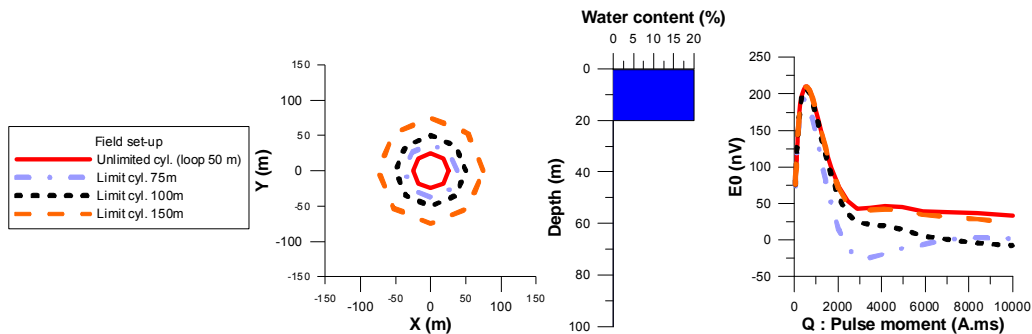 Field set-up
Unlimited cyl. (loop 50 m)
Limit cyl. 75m
Limit cyl. 100m
Limit cyl. 150m
150
100
50
0
-50
-100
-150
-150 -100 -50 0 50 100 150
Y (m)
X (m)
Water content (%)
0 5 10 15 20
0
20
40
60
80
100
Depth (m)
250
200
150
100
50
0
-50
E0 (nV)
0 2000 4000 6000 8000 10000
Q : Pulse moment (A.ms)